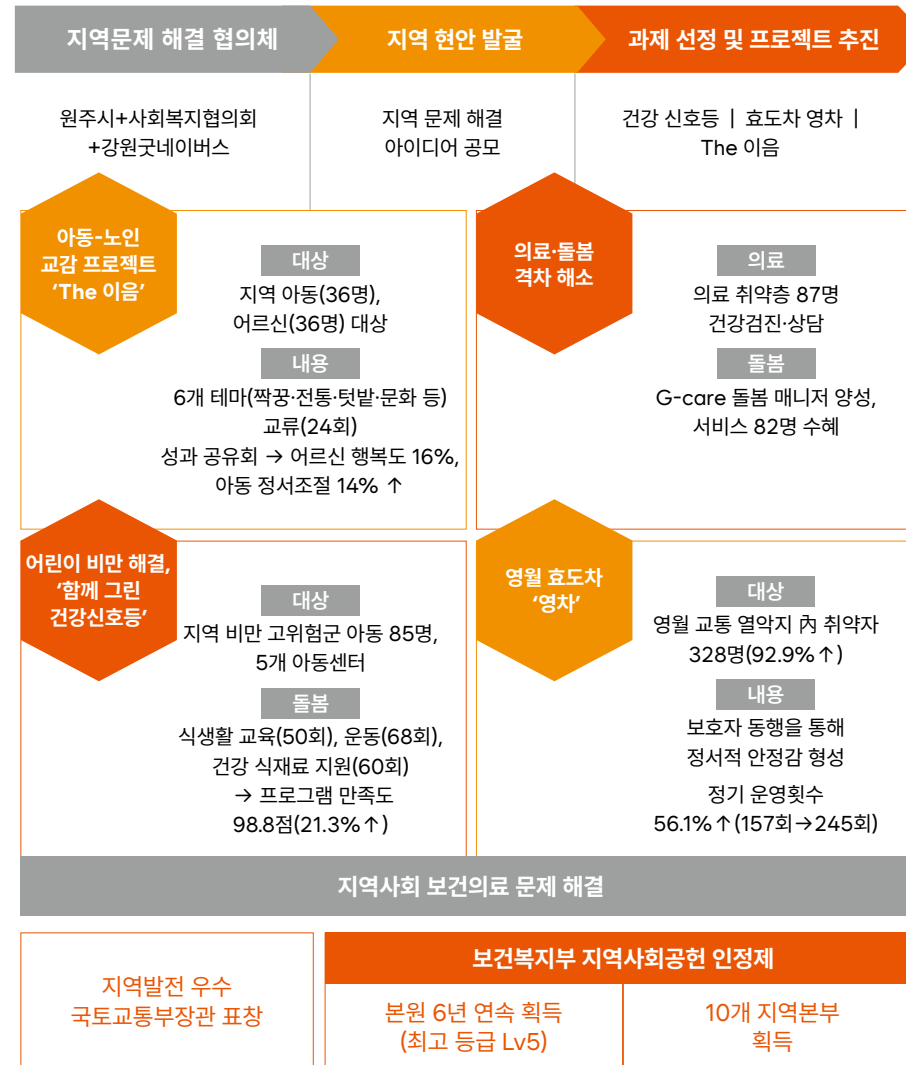 지역문제 해결 협의체
지역 현안 발굴
과제 선정 및 프로젝트 추진
원주시+사회복지협의회
+강원굿네이버스
지역 문제 해결
아이디어 공모
건강 신호등 | 효도차 영차 |
The 이음
아동-노인
교감 프로젝트
‘The 이음’
대상
지역 아동(36명),
어르신(36명) 대상
내용
6개 테마(짝꿍·전통·텃밭·문화 등)
교류(24회)
성과 공유회 → 어르신 행복도 16%,
아동 정서조절 14% ↑
의료·돌봄
격차 해소
의료
의료 취약층 87명
건강검진·상담
돌봄
G-care 돌봄 매니저 양성,
서비스 82명 수혜
어린이 비만 해결,
‘함께 그린
건강신호등’
대상
지역 비만 고위험군 아동 85명,
5개 아동센터
돌봄
식생활 교육(50회), 운동(68회),
건강 식재료 지원(60회)
→ 프로그램 만족도
98.8점(21.3%↑)
영월 효도차
‘영차’
대상
영월 교통 열악지 內 취약자
328명(92.9%↑)
내용
보호자 동행을 통해
정서적 안정감 형성
정기 운영횟수
56.1%↑(157회→245회)
지역사회 보건의료 문제 해결
지역발전 우수
국토교통부장관 표창
보건복지부 지역사회공헌 인정제
본원 6년 연속 획득
(최고 등급 Lv5)
10개 지역본부
획득